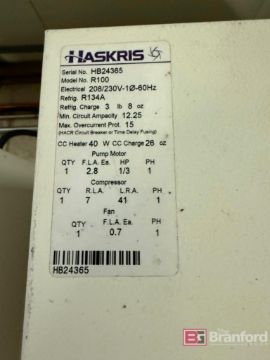 HASKRIS
Serial No. HB24365
Model No. R100
Electrical 208/230V-1Ø-60Hz
Refrig. R134A
Refrig. Charge 3 lb 8 oz
Min. Circuit Ampacity 12.25
Max. Overcurrent Prot. 15
(HACR Circuit Breaker or Time Delay Fusing)
CC Heater 40 W CC Charge 26 oz
Pump Motor
QTY F.L.A. Ea. HP PH
1 2.8 1/3 1
Compressor
QTY R.L.A. L.R.A. PH
1 7 41 1
Fan
QTY F.L.A. Ea. PH
1 0.7 1
HB24365
The
Branford